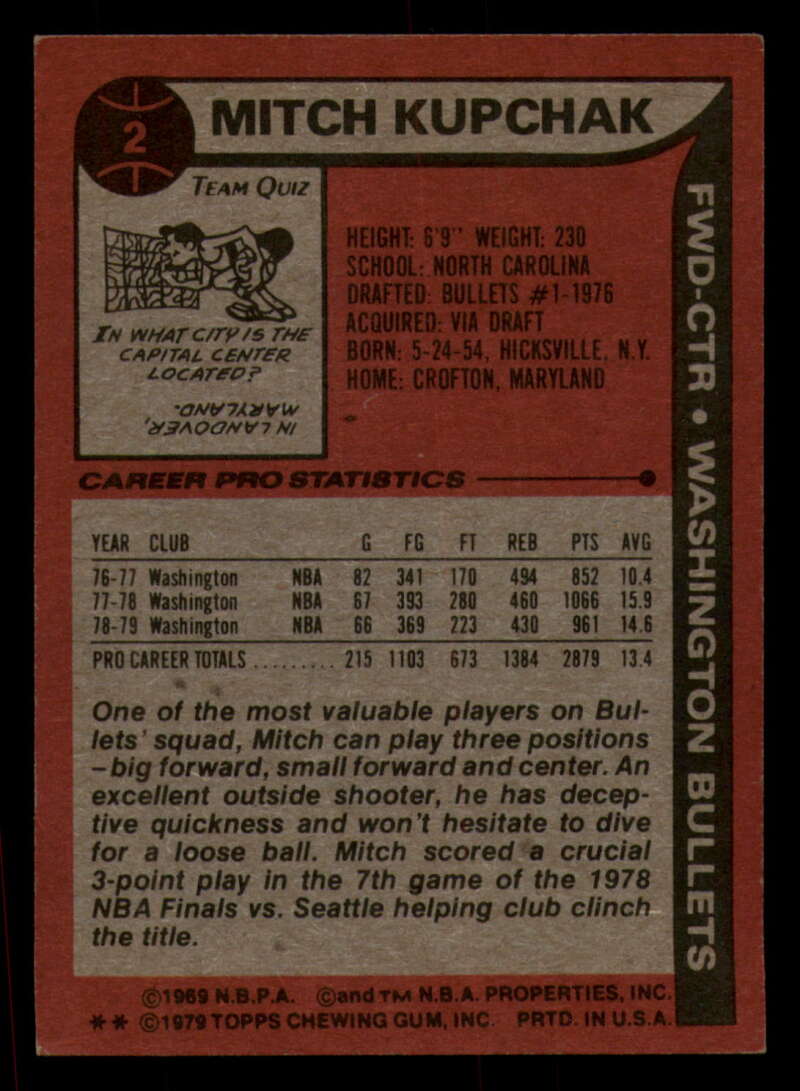 2
MITCH KUPCHAK
TEAM QUIZ
IN WHAT CITY IS THE
CAPITAL CENTER
LOCATED?
IN LANDOVER,
MARYLAND.
HEIGHT: 6'9" WEIGHT: 230
SCHOOL: NORTH CAROLINA
DRAFTED: BULLETS #1-1976
ACQUIRED: VIA DRAFT
BORN: 5-24-54, HICKSVILLE, N.Y.
HOME: CROFTON, MARYLAND
FWD-CTR • WASHINGTON BULLETS
CAREER PRO STATISTICS
YEAR CLUB G FG FT REB PTS AVG
76-77 Washington NBA 82 341 170 494 852 10.4
77-78 Washington NBA 67 393 280 460 1066 15.9
78-79 Washington NBA 66 369 223 430 961 14.6
PRO CAREER TOTALS ......... 215 1103 673 1384 2879 13.4
One of the most valuable players on Bul-
lets' squad, Mitch can play three positions
–big forward, small forward and center. An
excellent outside shooter, he has decep-
tive quickness and won't hesitate to dive
for a loose ball. Mitch scored a crucial
3-point play in the 7th game of the 1978
NBA Finals vs. Seattle helping club clinch
the title.
©1969 N.B.P.A. ©and TM N.B.A. PROPERTIES, INC.
** ©1979 TOPPS CHEWING GUM, INC. PRTD. IN U.S.A.